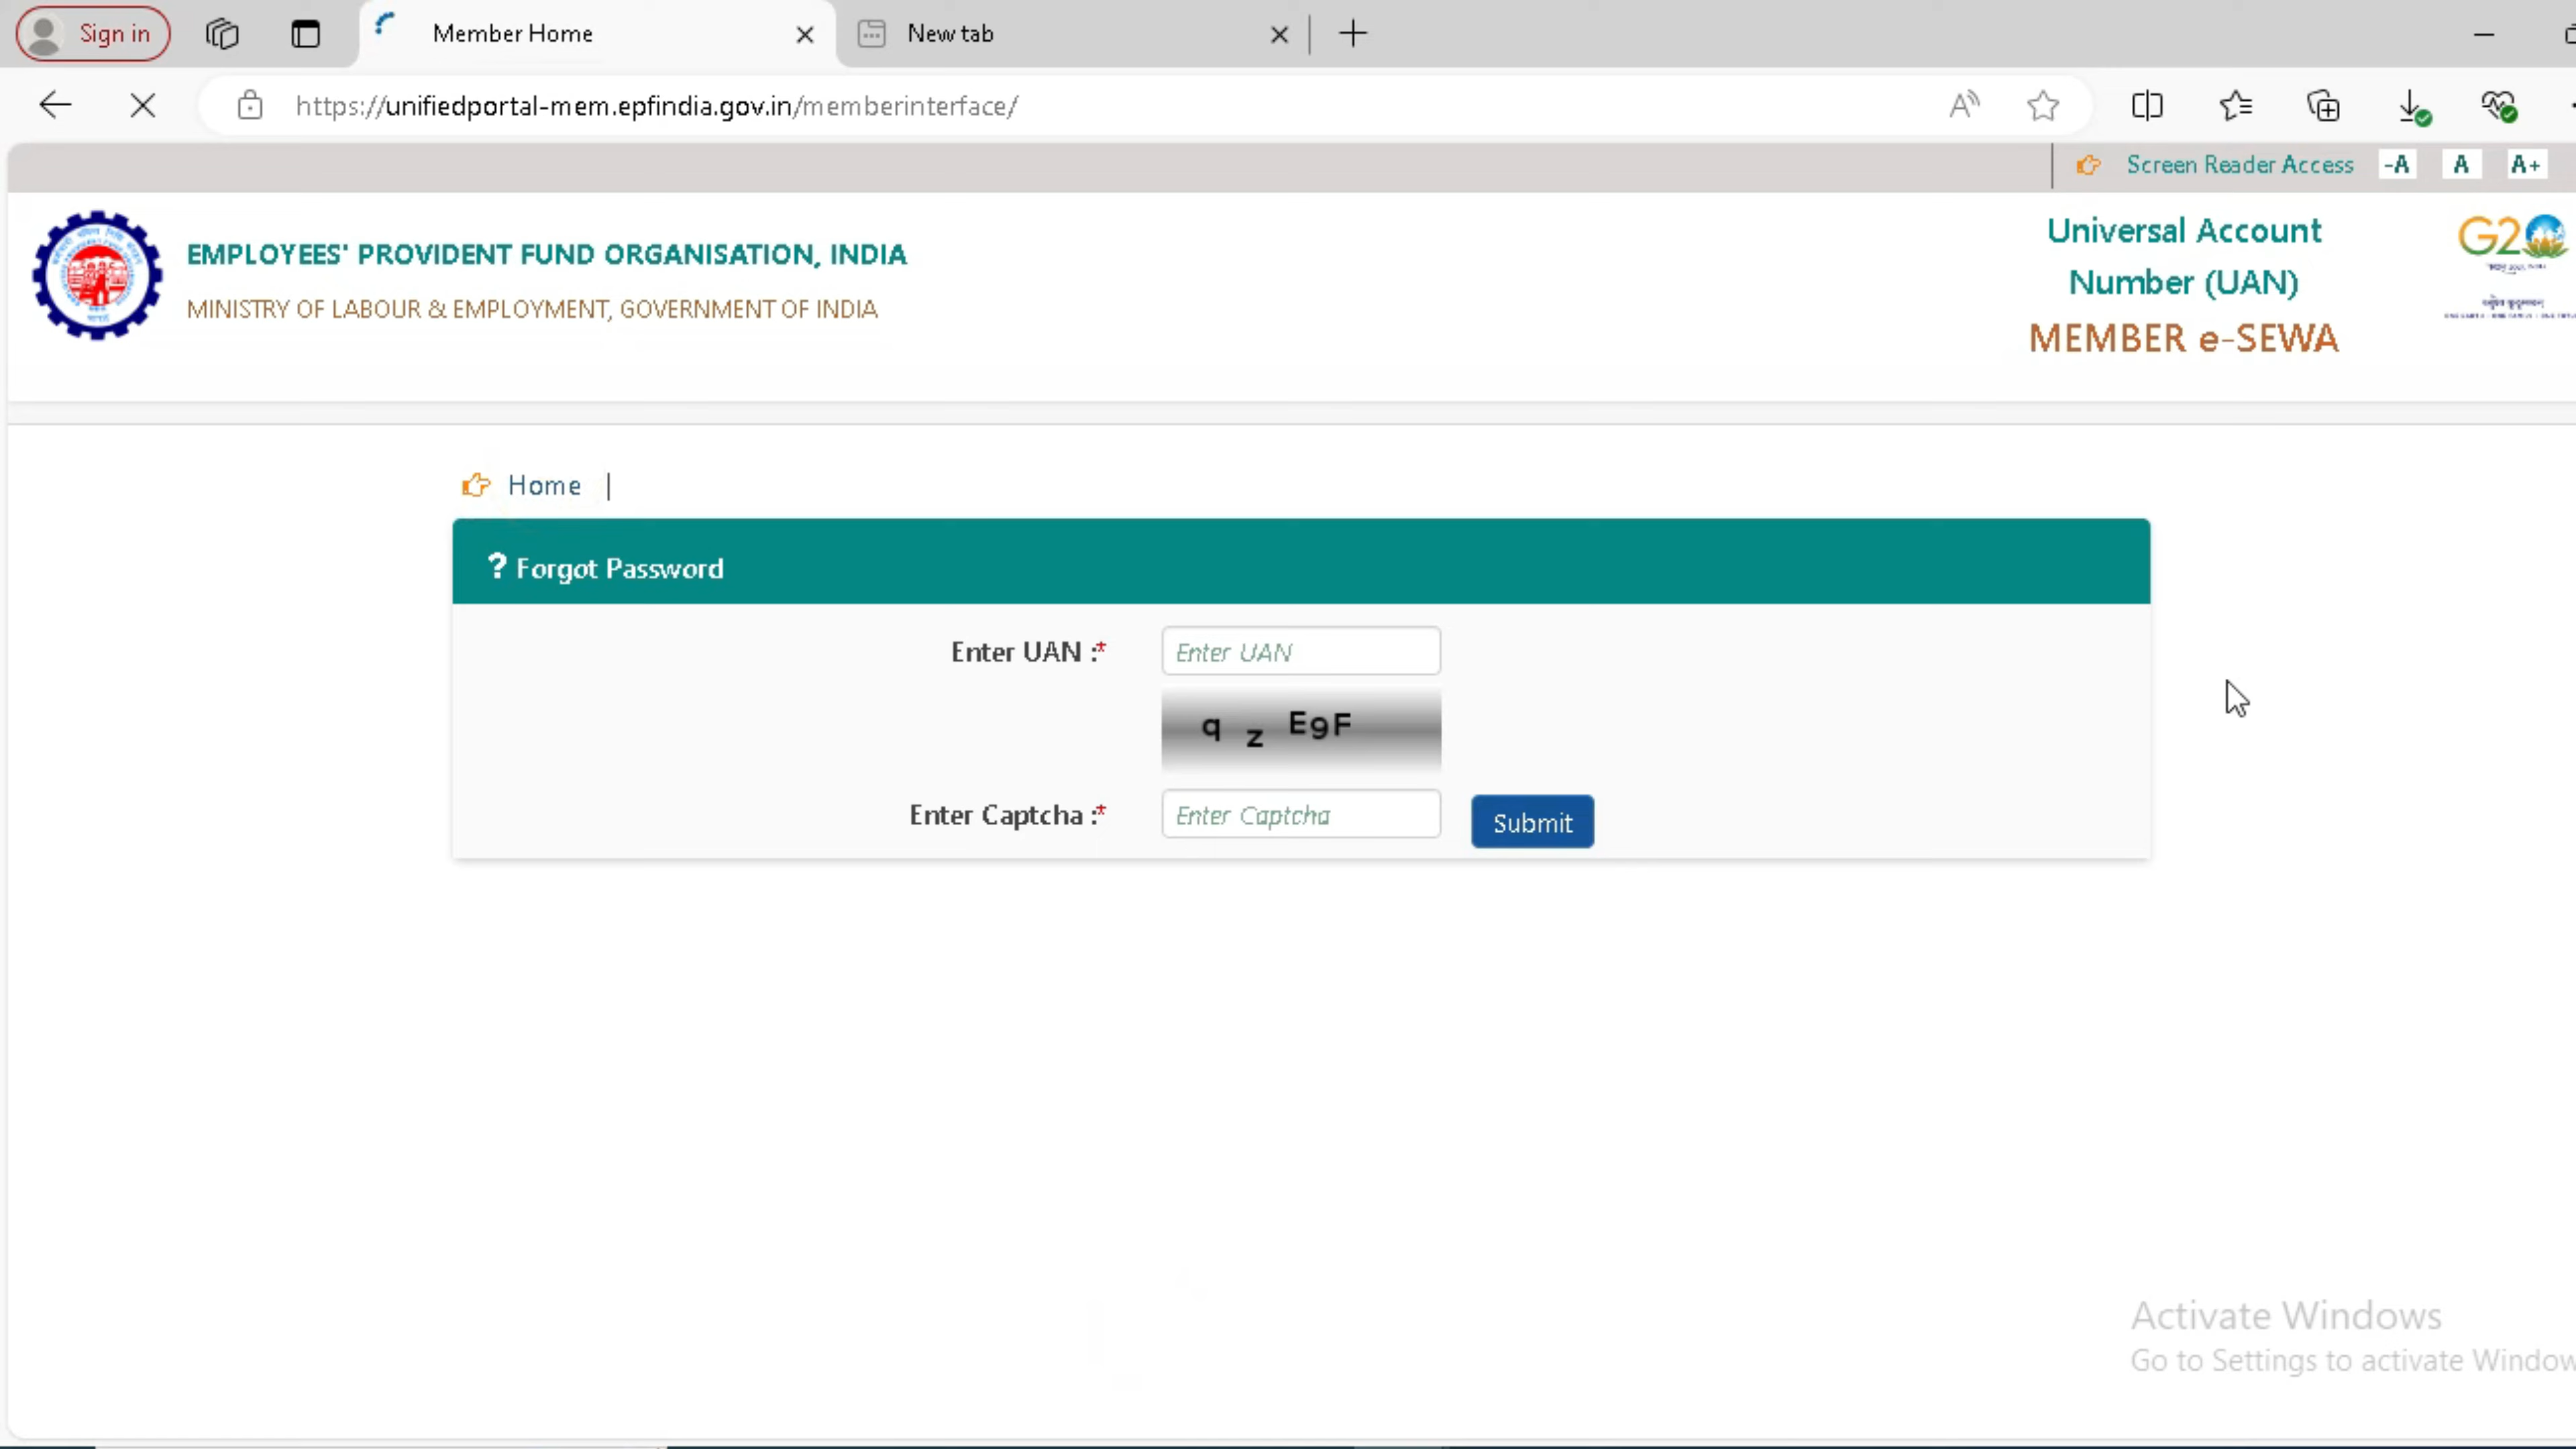 Sign in
Member Home
New tab
https://unifiedportal-mem.epfindia.gov.in/memberinterface/
Screen Reader Access -A A A+
EMPLOYEES' PROVIDENT FUND ORGANISATION, INDIA
MINISTRY OF LABOUR & EMPLOYMENT, GOVERNMENT OF INDIA
Universal Account
Number (UAN)
MEMBER e-SEWA
G20
Home |
? Forgot Password
Enter UAN :*
Enter UAN
q z E9F
Enter Captcha :*
Enter Captcha
Submit
Activate Windows
Go to Settings to activate